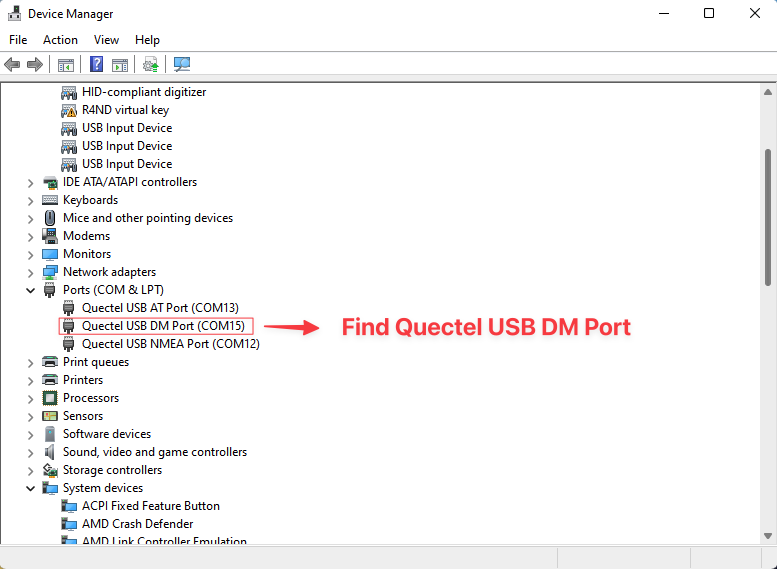 Device Manager
File Action View Help
HID-compliant digitizer
R4ND virtual key
USB Input Device
USB Input Device
USB Input Device
IDE ATA/ATAPI controllers
Keyboards
Mice and other pointing devices
Modems
Monitors
Network adapters
Ports (COM & LPT)
Quectel USB AT Port (COM13)
Quectel USB DM Port (COM15) Find Quectel USB DM Port
Quectel USB NMEA Port (COM12)
Print queues
Printers
Processors
Sensors
Software devices
Sound, video and game controllers
Storage controllers
System devices
ACPI Fixed Feature Button
AMD Crash Defender
AMD Link Controller Emulation